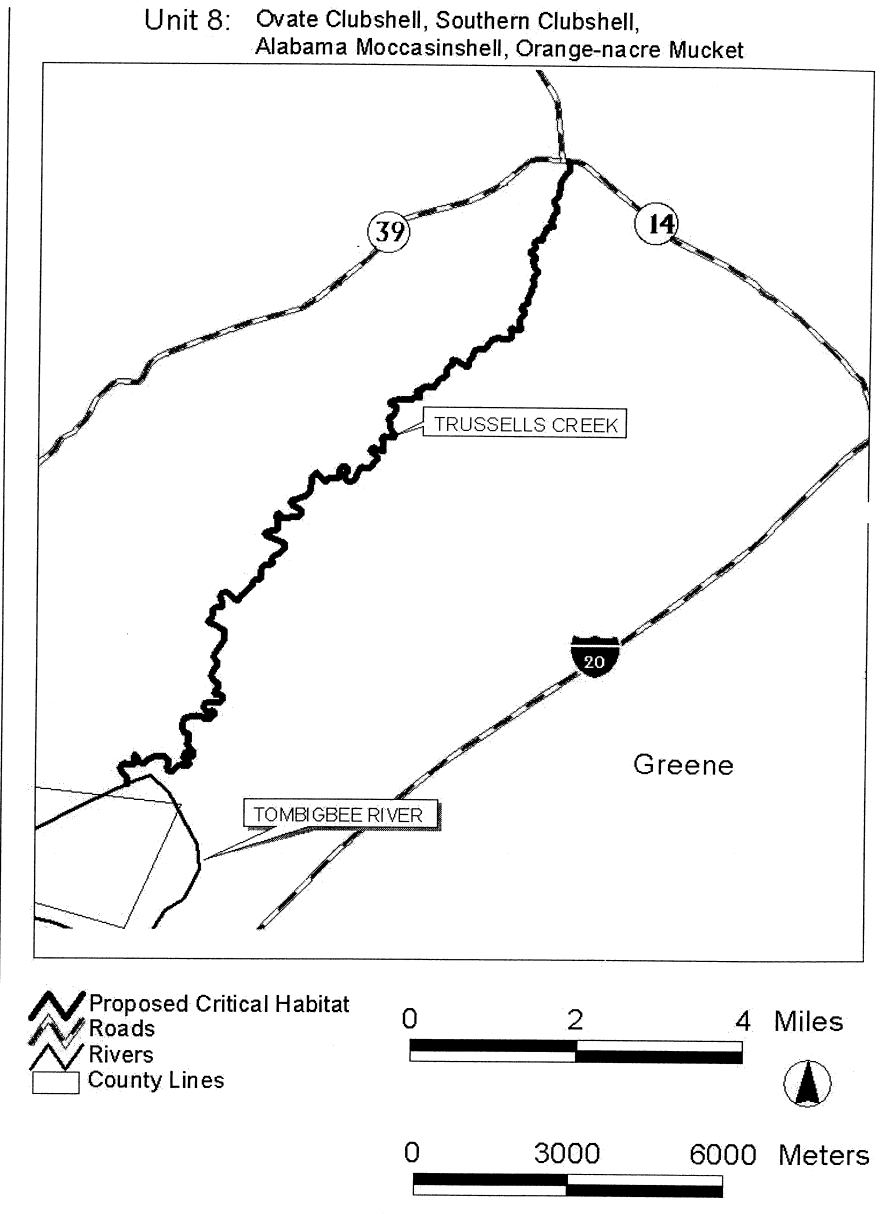 Unit 8: Ovate Clubshell, Southern Clubshell,
Alabama Moccasinshell, Orange-nacre Mucket
39
14
TRUSSELLS CREEK
20
Greene
TOMBIGBEE RIVER
Proposed Critical Habitat
Roads
Rivers
County Lines
0 2 4 Miles
0 3000 6000 Meters